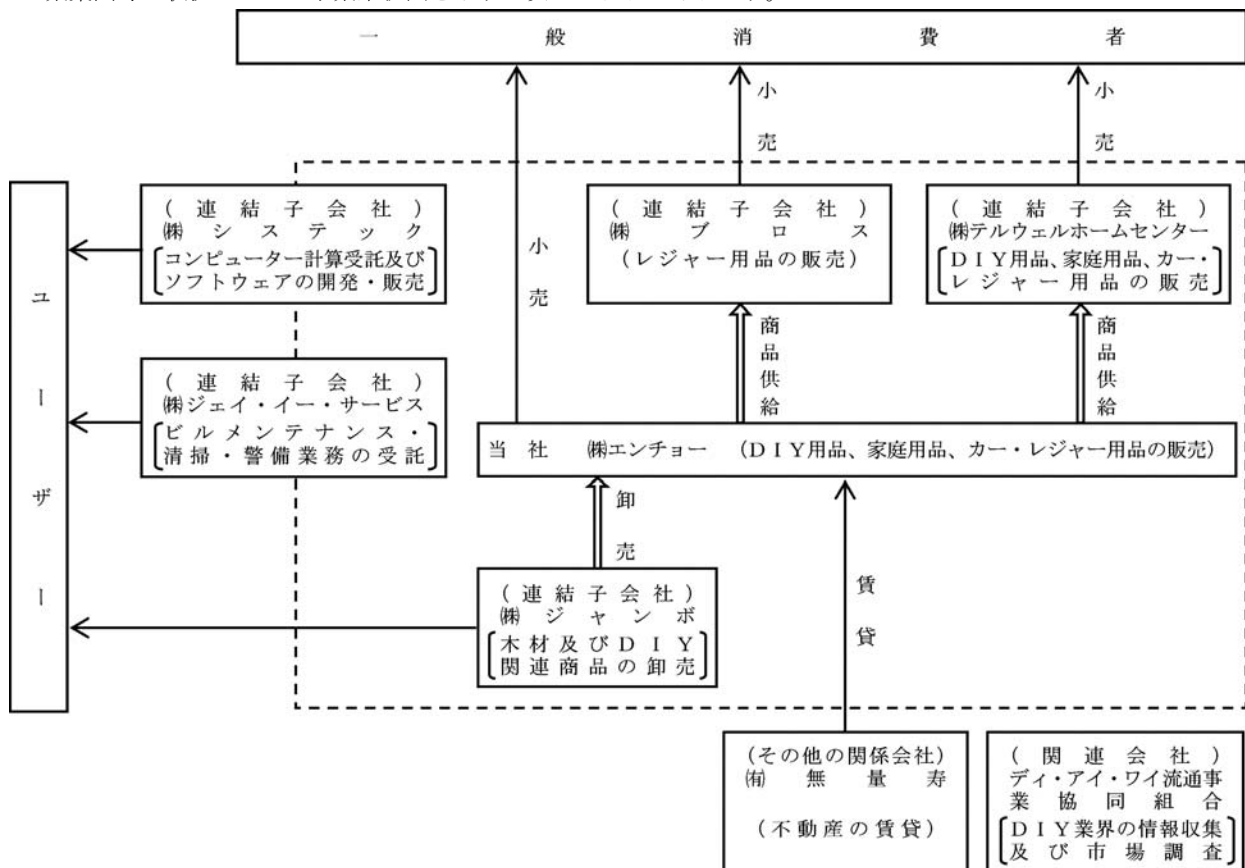 一般消費者
小売
小売
小売
ユーザー
(連結子会社)
㈱システック
コンピューター計算受託及び
ソフトウェアの開発・販売
(連結子会社)
㈱ブロス
(レジャー用品の販売)
(連結子会社)
㈱テルウェルホームセンター
DIY用品、家庭用品、カー・
レジャー用品の販売
商品供給
商品供給
(連結子会社)
㈱ジェイ・イー・サービス
ビルメンテナンス・
清掃・警備業務の受託
当社 ㈱エンチョー (DIY用品、家庭用品、カー・レジャー用品の販売)
卸売
(連結子会社)
㈱ジャンボ
木材及びDIY
関連商品の卸売
賃貸
(その他の関係会社)
㈲無量寿
(不動産の賃貸)
(関連会社)
ディ・アイ・ワイ流通事
業協同組合
DIY業界の情報収集
及び市場調査